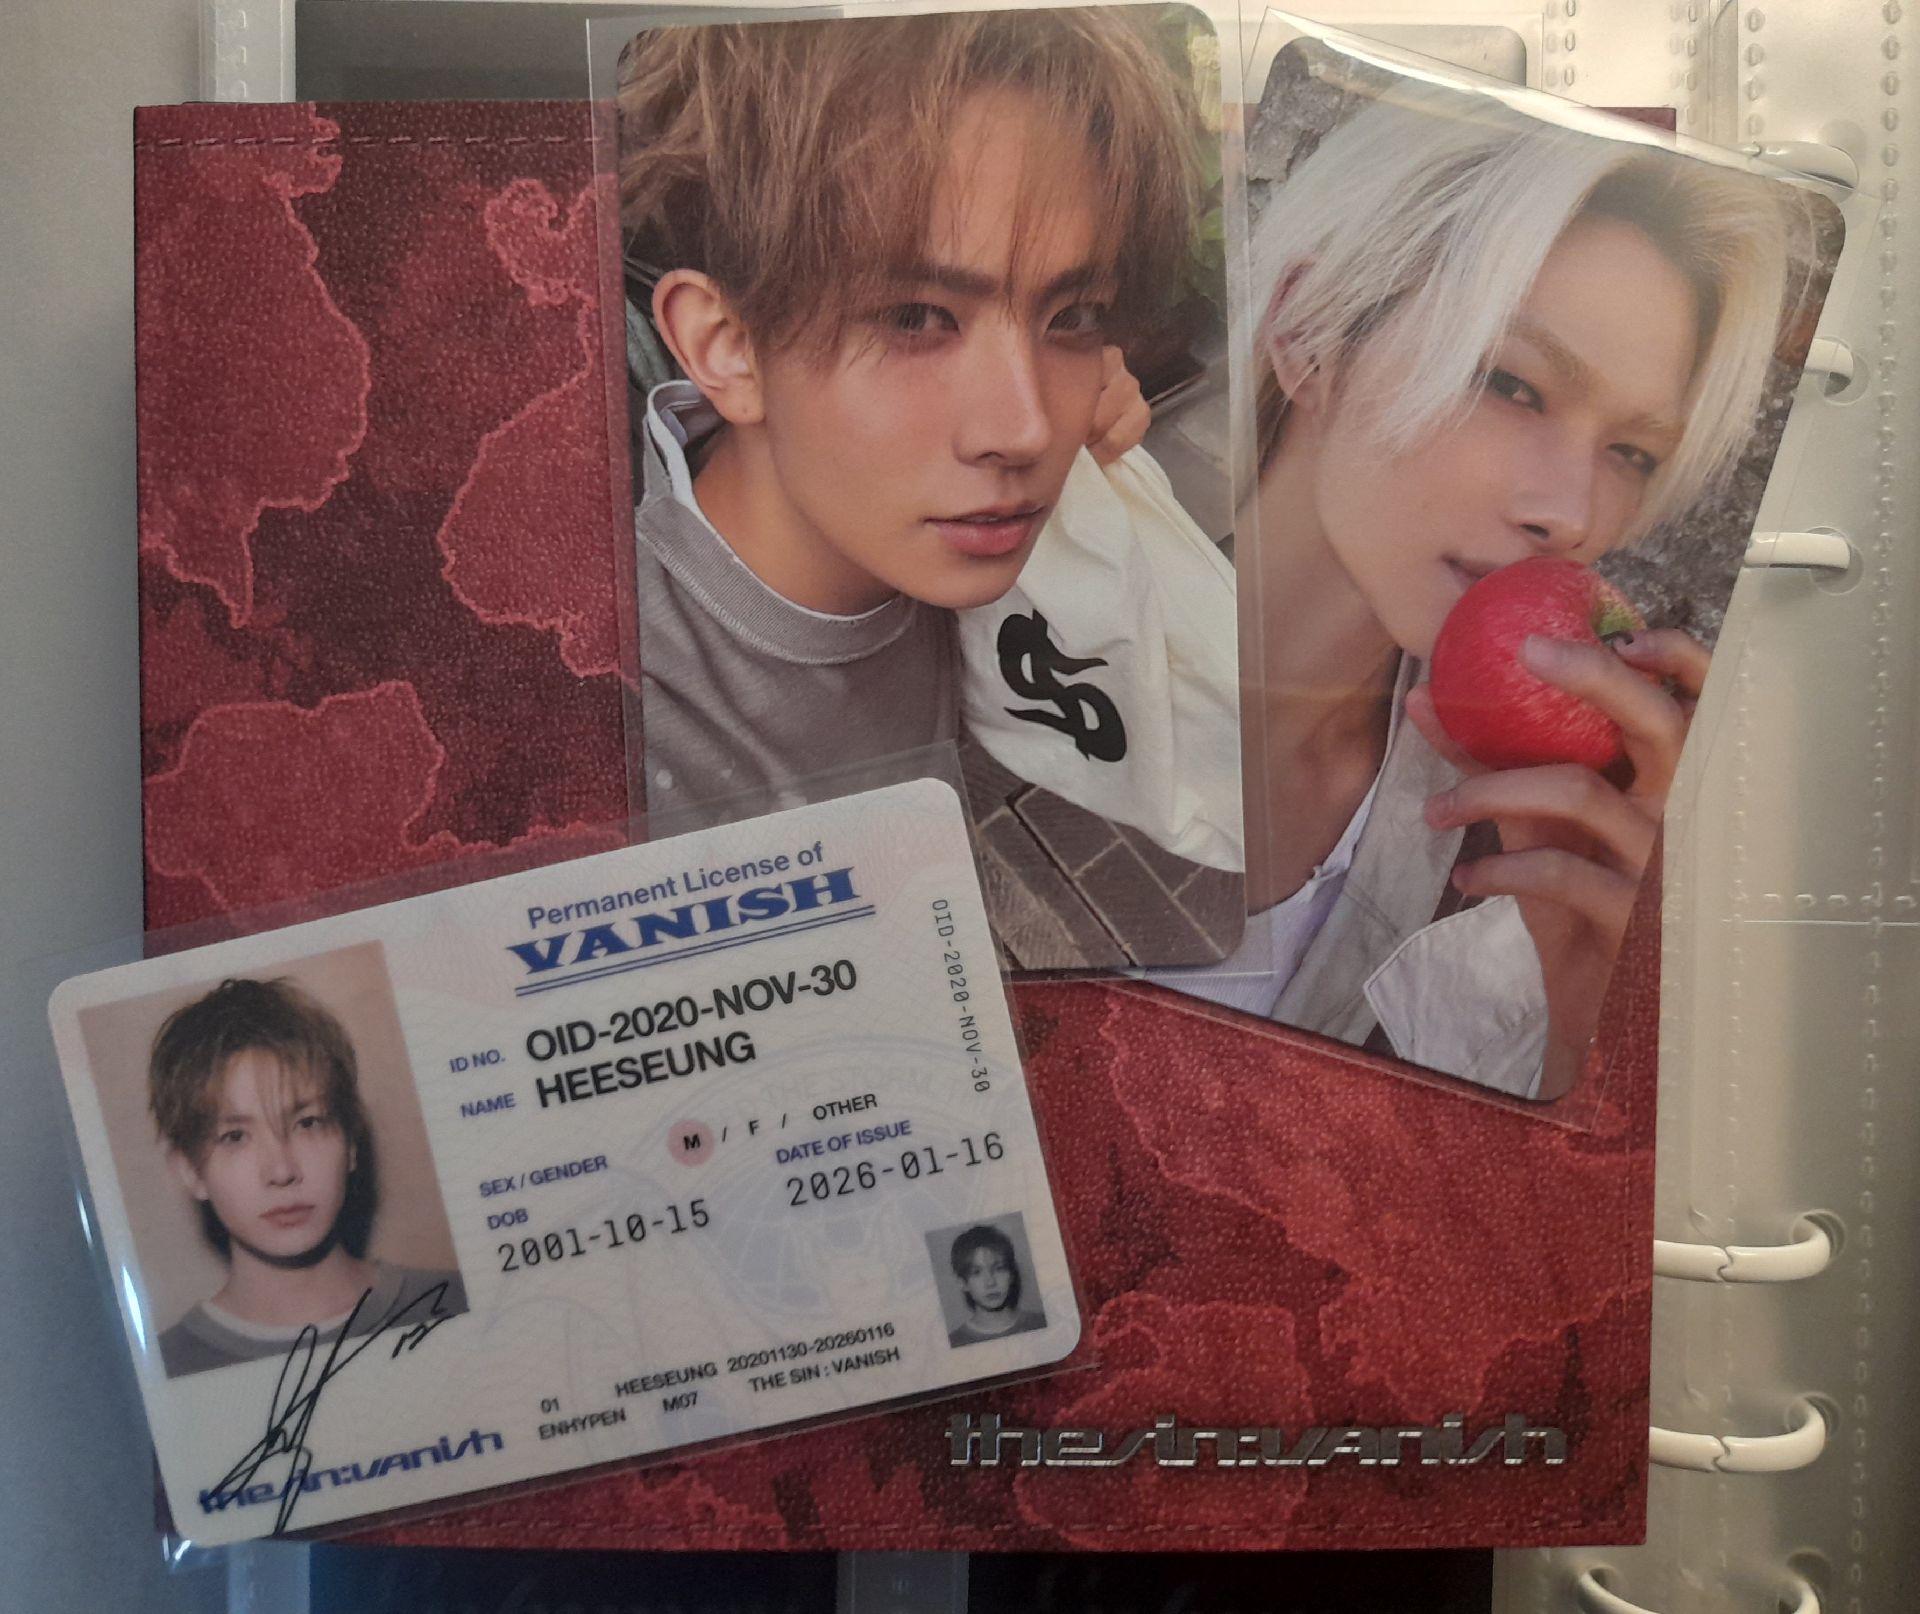 Permanent License of
VANISH
ID NO. OID-2020-NOV-30
NAME HEESEUNG
SEX / GENDER M / F / OTHER
DOB DATE OF ISSUE
2001-10-15 2026-01-16
OID-2020-NOV-30
01 HEESEUNG 20201130-20260116
ENHYPEN M07 THE SIN : VANISH
the sin:vanish
the sin:vanish